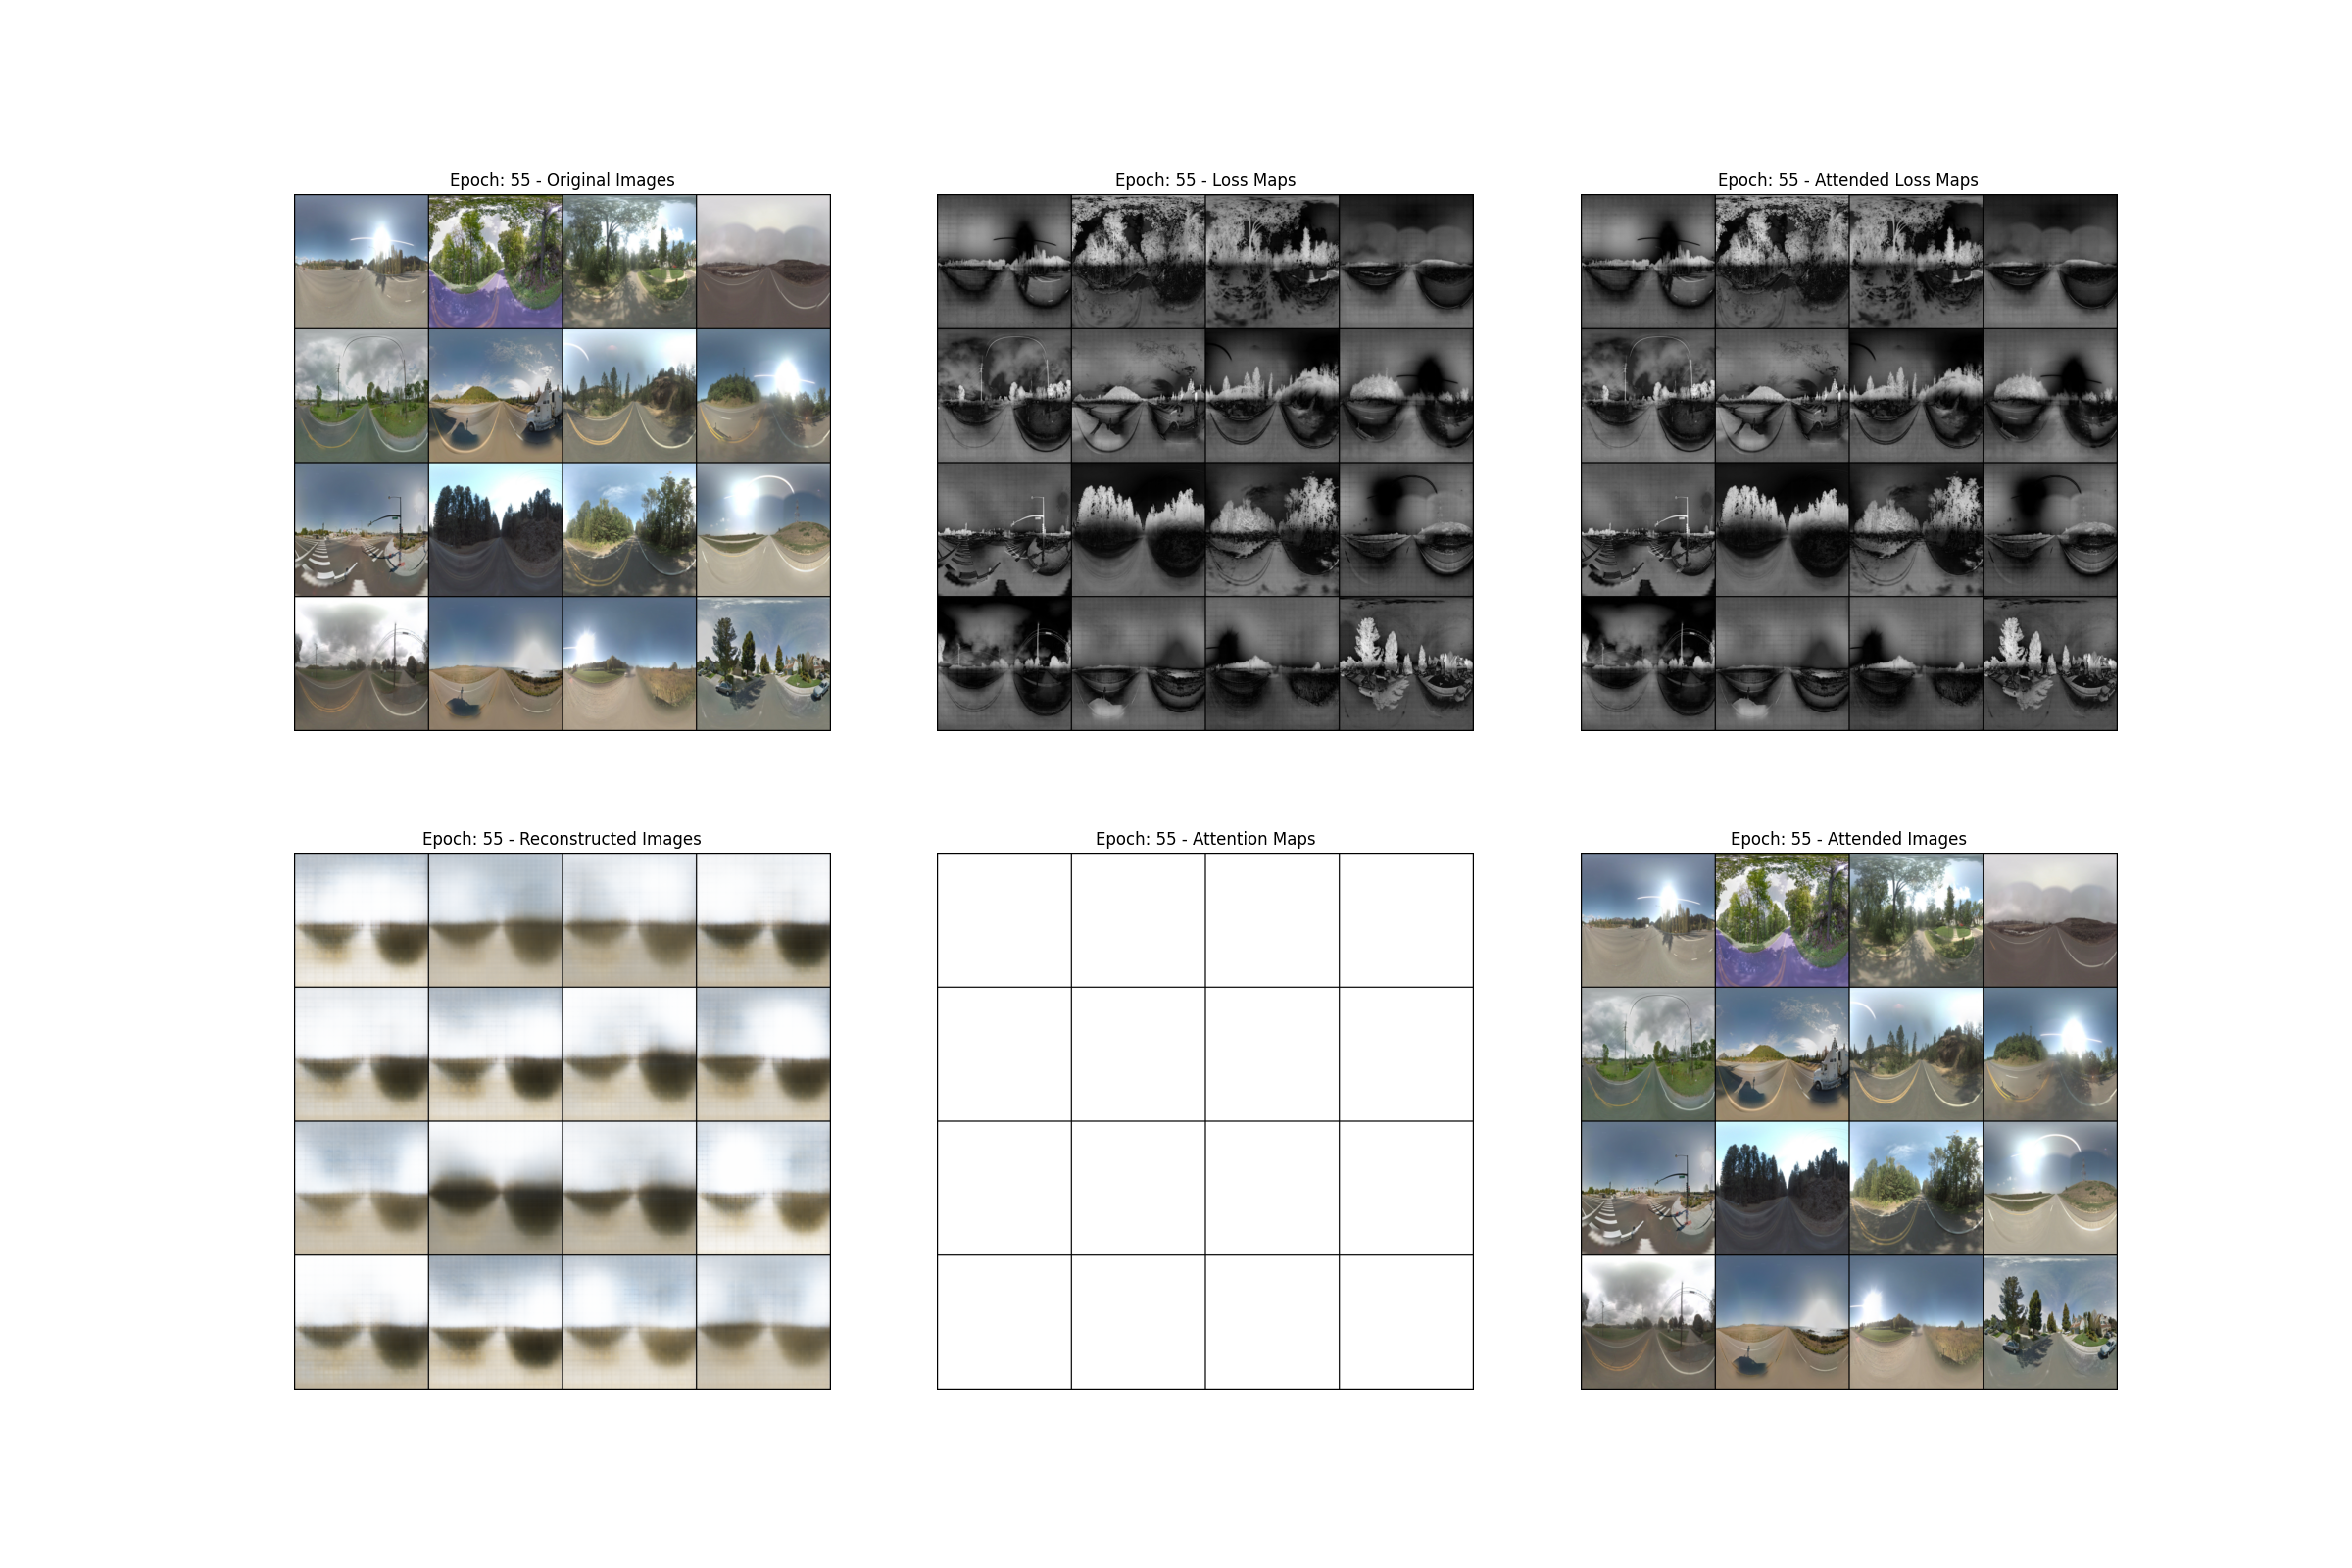 Epoch: 55 - Original Images
Epoch: 55 - Loss Maps
Epoch: 55 - Attended Loss Maps
Epoch: 55 - Reconstructed Images
Epoch: 55 - Attention Maps
Epoch: 55 - Attended Images